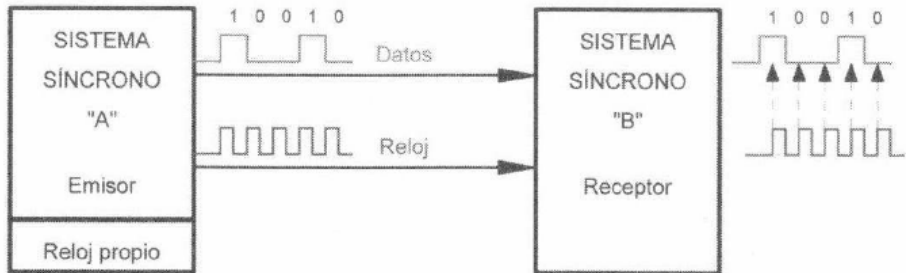 SISTEMA
SÍNCRONO
"A"
Emisor
Reloj propio
1 0 0 1 0
Datos
Reloj
SISTEMA
SÍNCRONO
"B"
Receptor
1 0 0 1 0